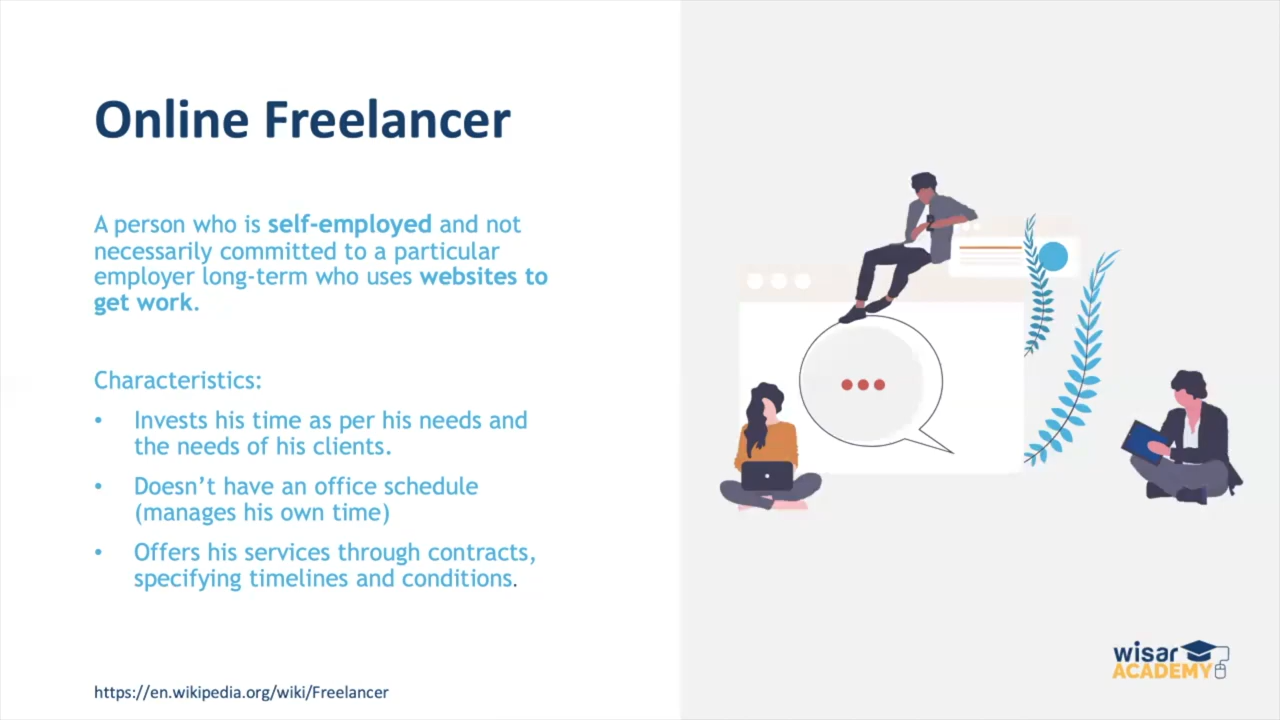 Online Freelancer
A person who is self-employed and not
necessarily committed to a particular
employer long-term who uses websites to
get work.
Characteristics:
• Invests his time as per his needs and
the needs of his clients.
• Doesn’t have an office schedule
(manages his own time)
• Offers his services through contracts,
specifying timelines and conditions.
https://en.wikipedia.org/wiki/Freelancer
wisar
ACADEMY